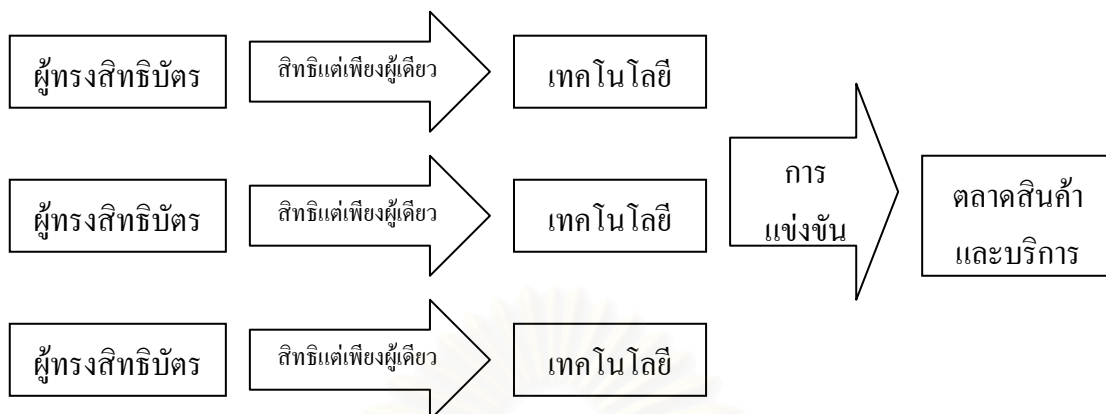 ผู้ทรงสิทธิบัตร
สิทธิแต่เพียงผู้เดียว
เทคโนโลยี
ผู้ทรงสิทธิบัตร
สิทธิแต่เพียงผู้เดียว
เทคโนโลยี
ผู้ทรงสิทธิบัตร
สิทธิแต่เพียงผู้เดียว
เทคโนโลยี
การ
แข่งขัน
ตลาดสินค้า
และบริการ